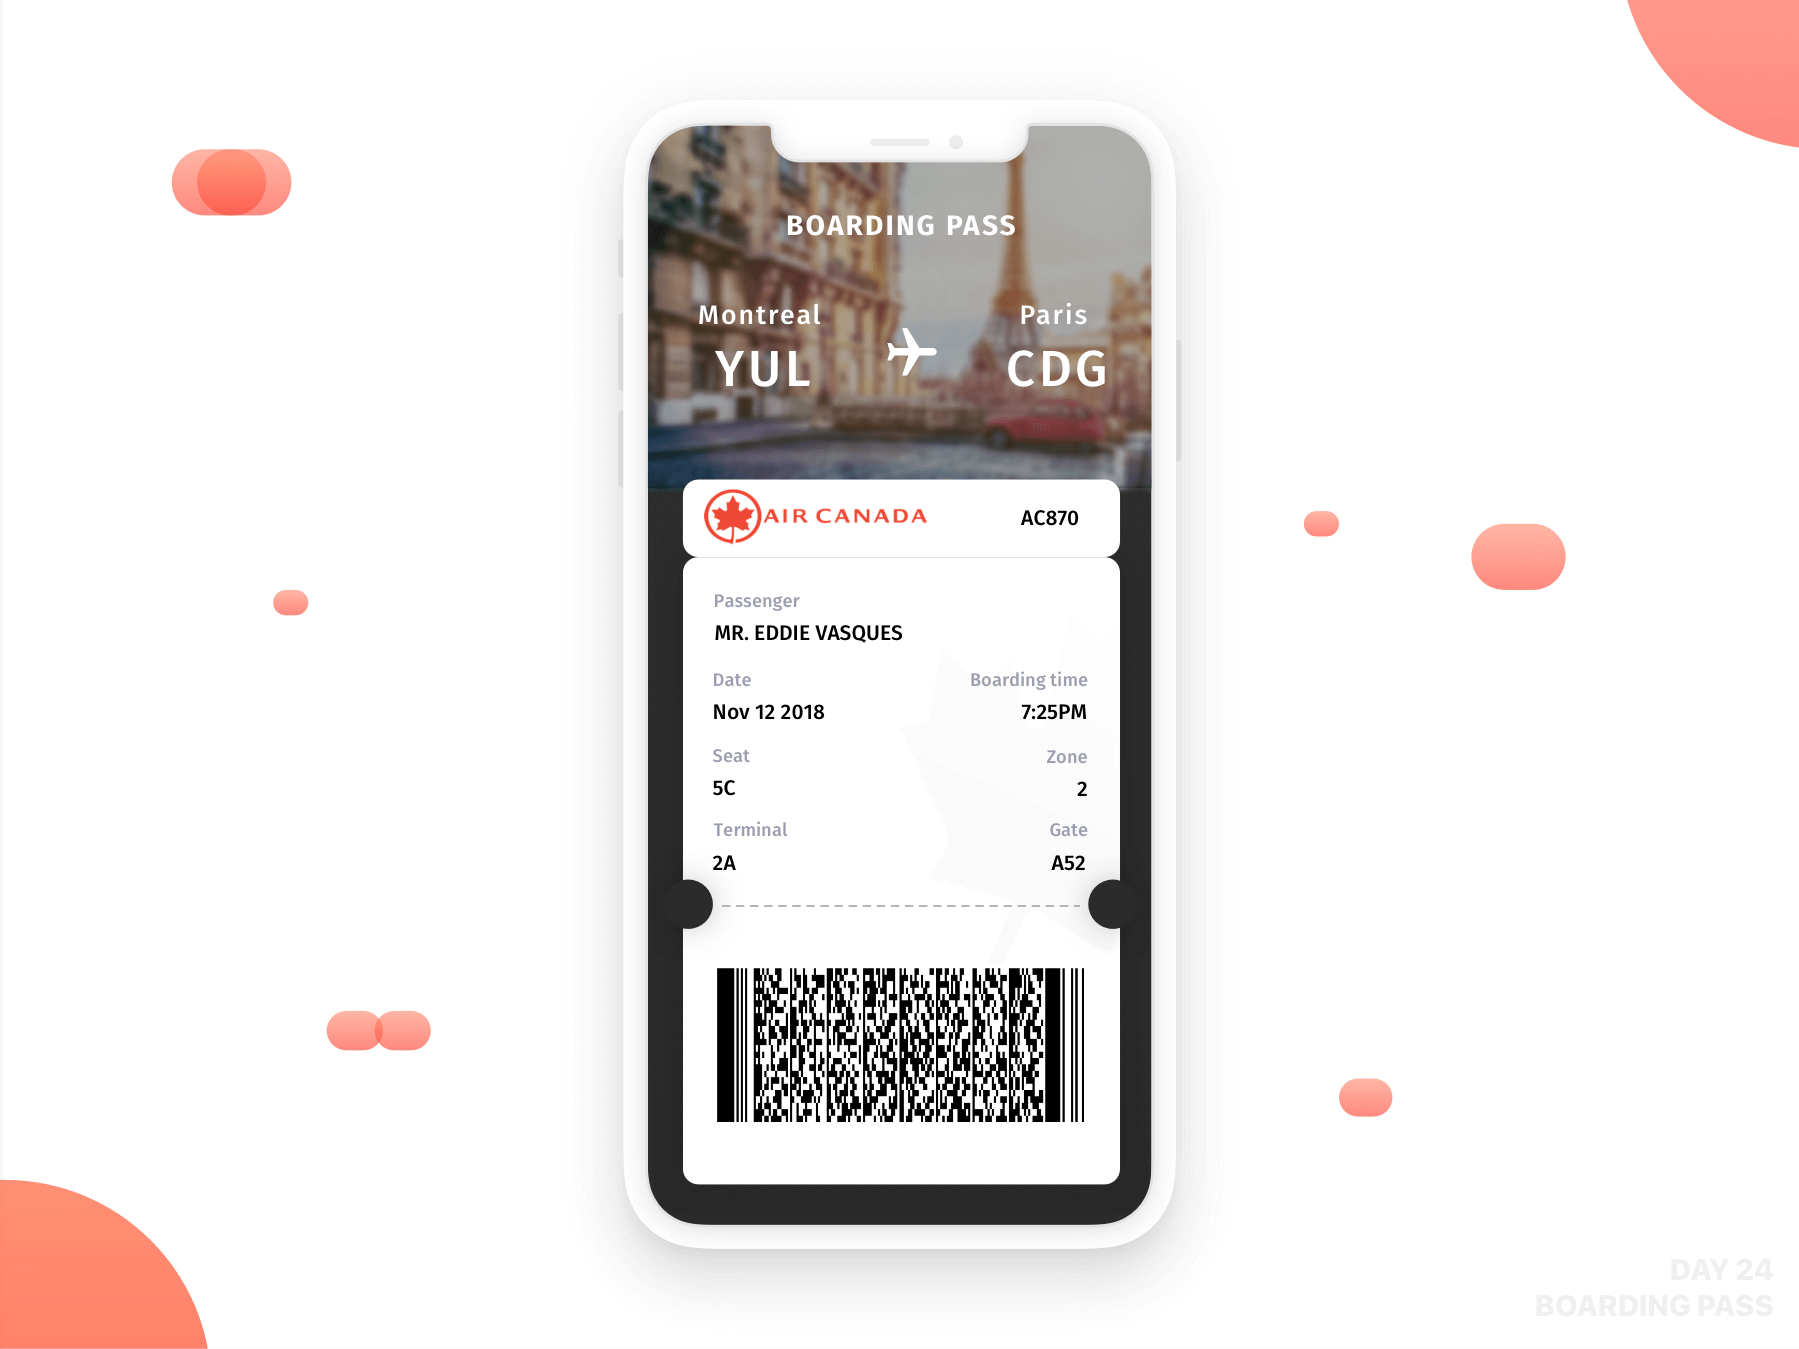 BOARDING PASS
Montreal
Paris
YUL
CDG
AIR CANADA
AC870
Passenger
MR. EDDIE VASQUES
Date
Boarding time
Nov 12 2018
7:25PM
Seat
Zone
5C
2
Terminal
Gate
2A
A52
DAY 24
BOARDING PASS